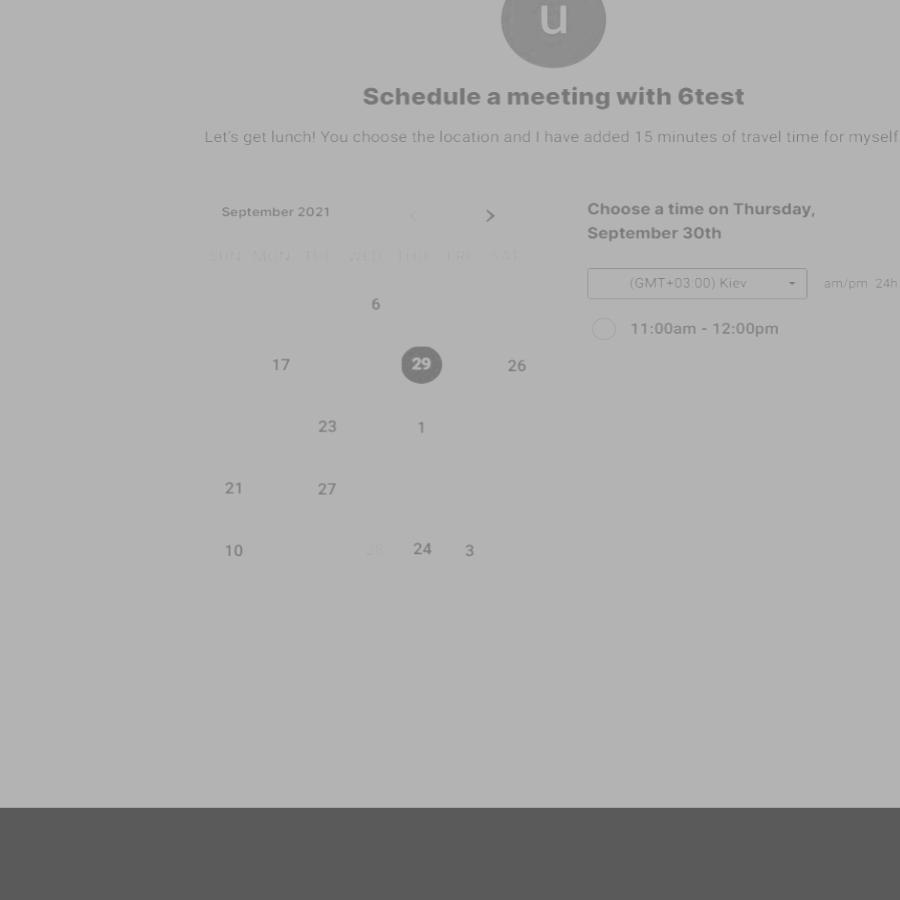 u
Schedule a meeting with 6test
Let's get lunch! You choose the location and I have added 15 minutes of travel time for myself
September 2021
SUN MON TUE WED THU FRI SAT
6
17 29 26
23 1
21 27
10 28 24 3
Choose a time on Thursday,
September 30th
(GMT+03:00) Kiev am/pm 24h
11:00am - 12:00pm